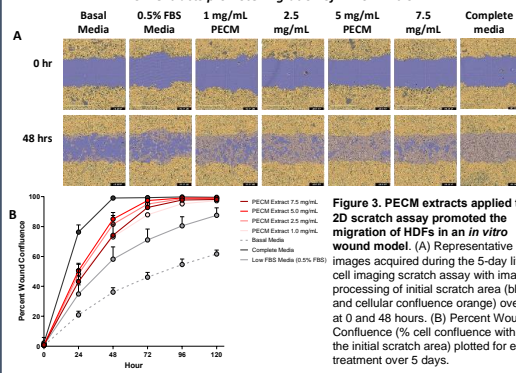 Basal
Media
0.5% FBS
Media
1 mg/mL
PECM
2.5
mg/mL
5 mg/mL
PECM
7.5
mg/mL
Complete
media
A
0 hr
48 hrs
B
Percent Wound Confluence
100
80
60
40
20
0
0
24
48
72
96
120
Hour
PECM Extract 7.5 mg/mL
PECM Extract 5.0 mg/mL
PECM Extract 2.5 mg/mL
PECM Extract 1.0 mg/mL
Basal Media
Complete Media
Low FBS Media (0.5% FBS)
Figure 3. PECM extracts applied
2D scratch assay promoted the
migration of HDFs in an in vitro
wound model. (A) Representative
images acquired during the 5-day
cell imaging scratch assay with
processing of initial scratch area
and cellular confluence orange)
at 0 and 48 hours. (B) Percent
Confluence (% cell confluence
the initial scratch area) plotted for
treatment over 5 days.